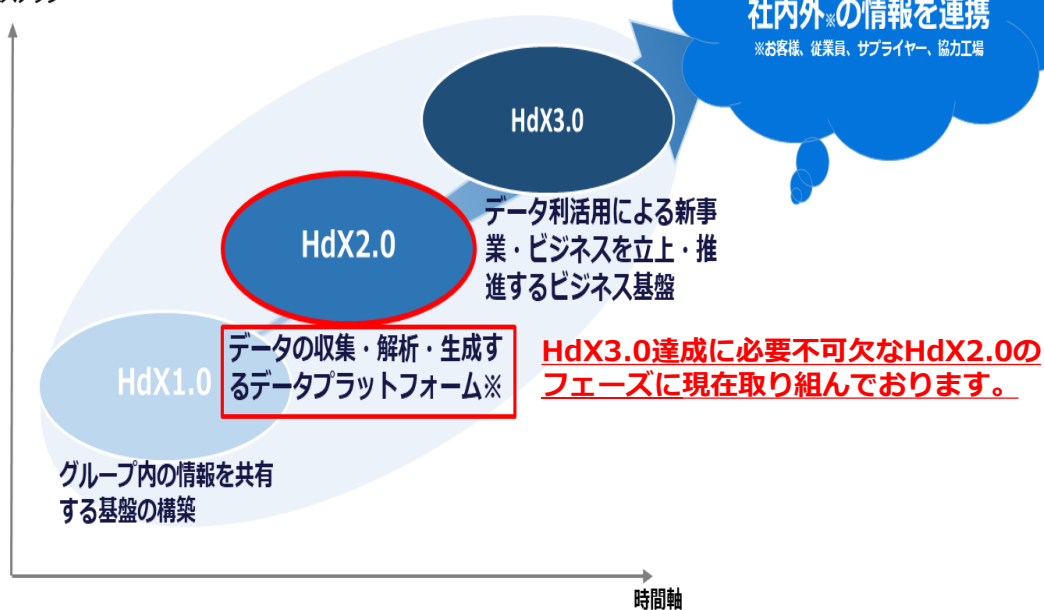 社内外※の情報を連携
※お客様、従業員、サプライヤー、協力工場
HdX3.0
データ利活用による新事
業・ビジネスを立上・推
進するビジネス基盤
HdX2.0
データの収集・解析・生成す
るデータプラットフォーム※
HdX3.0達成に必要不可欠なHdX2.0の
フェーズに現在取り組んでおります。
HdX1.0
グループ内の情報を共有
する基盤の構築
時間軸